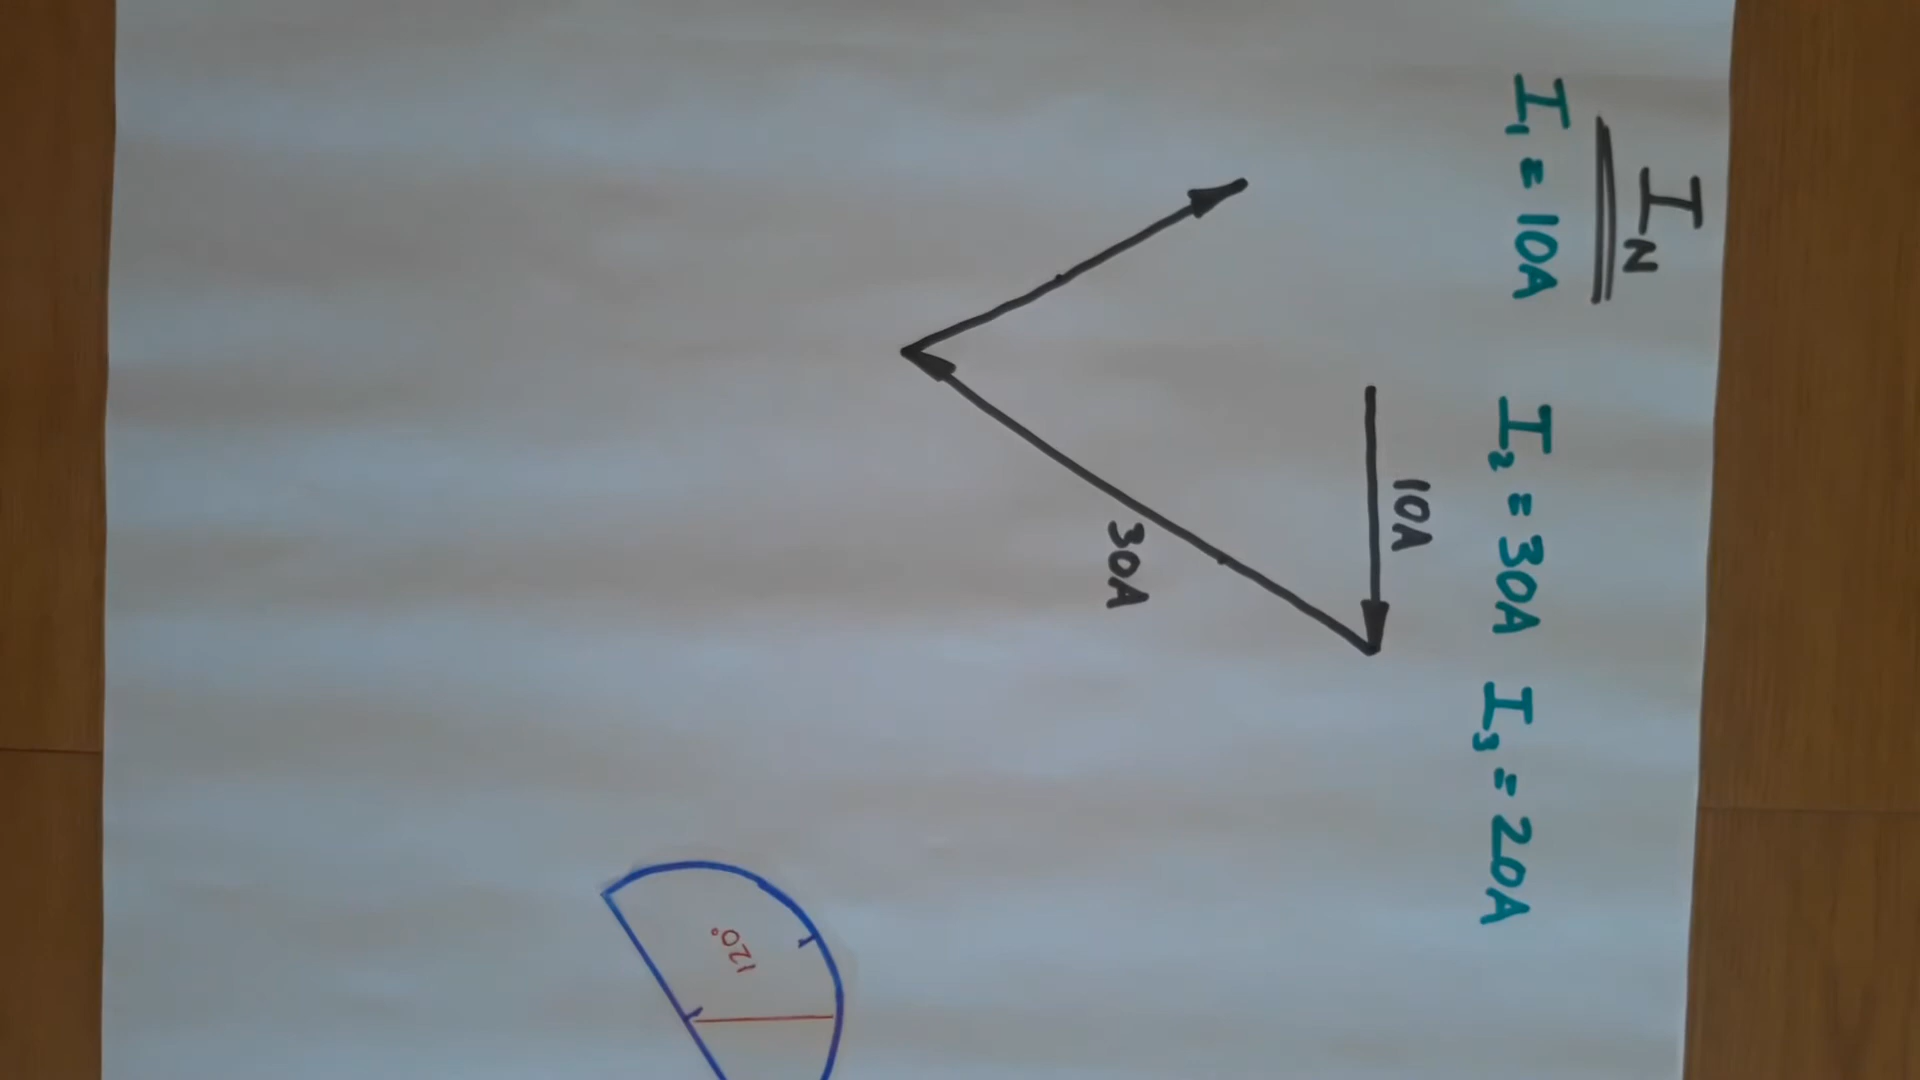 I_N
I₁ = 10A I₂ = 30A I₃ = 20A
10A
30A
120°